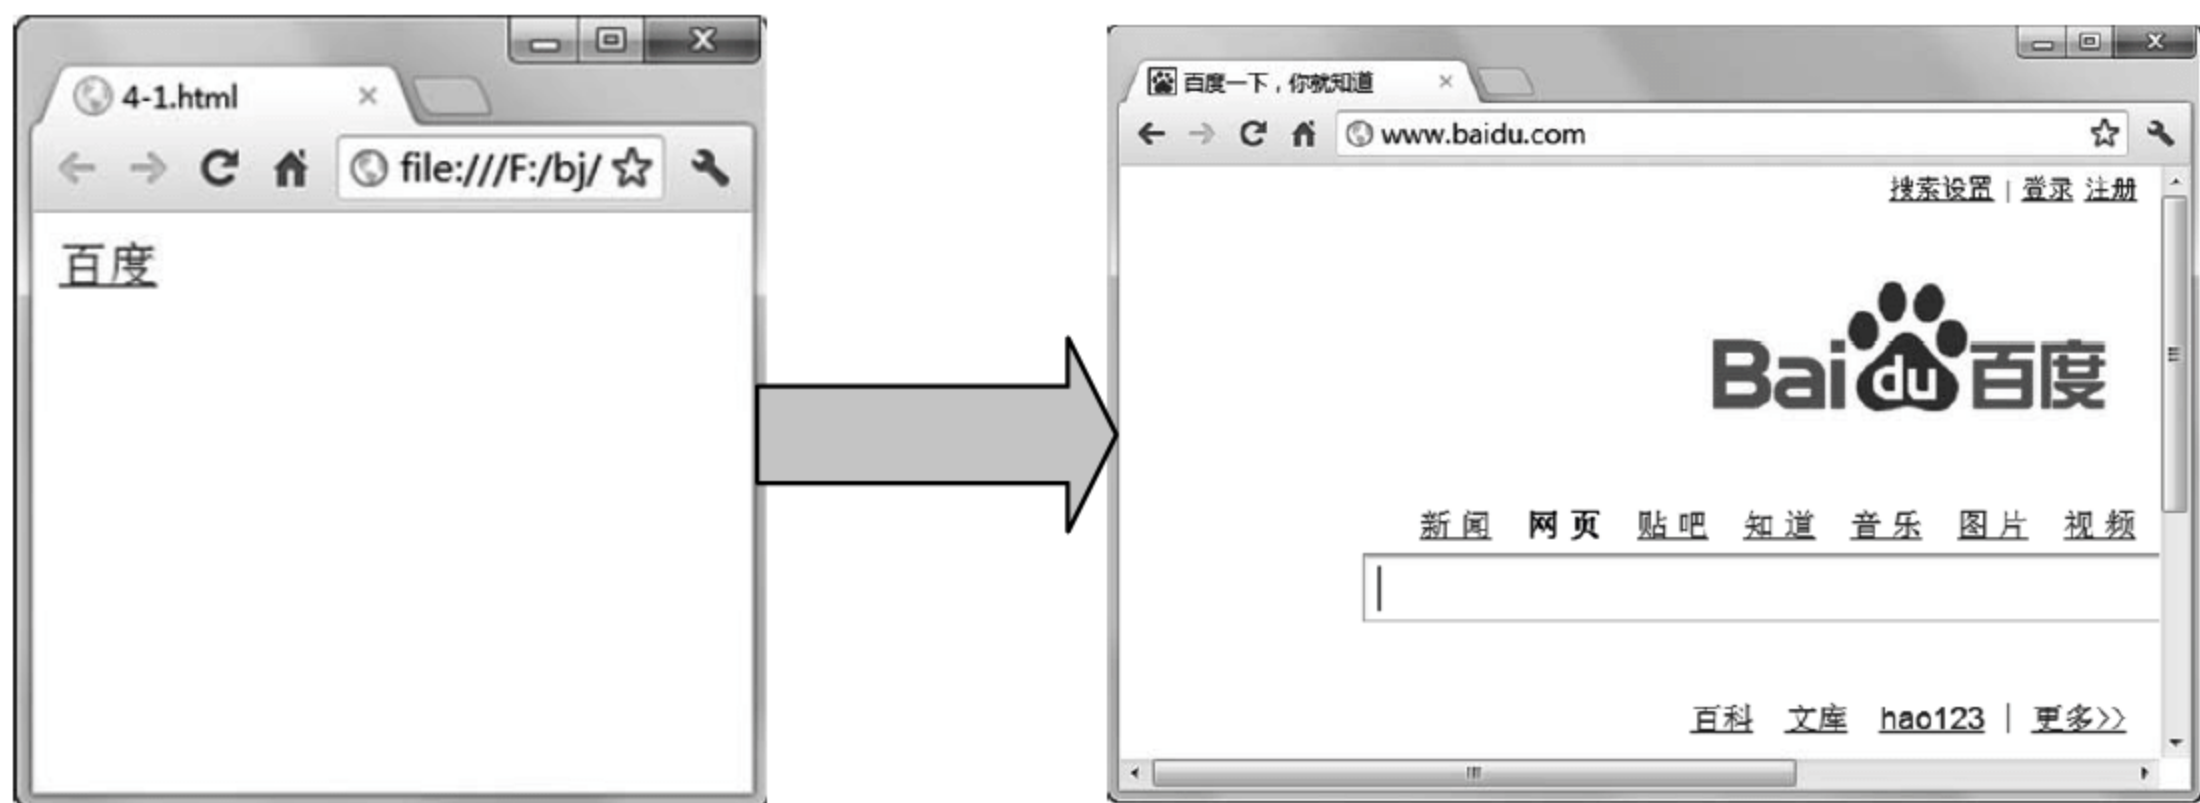 4-1.html
file:///F:/bj/
百度
百度一下，你就知道
www.baidu.com
搜索设置 | 登录 注册
Bai du 百度
新闻 网页 贴吧 知道 音乐 图片 视频
百科 文库 hao123 | 更多>>